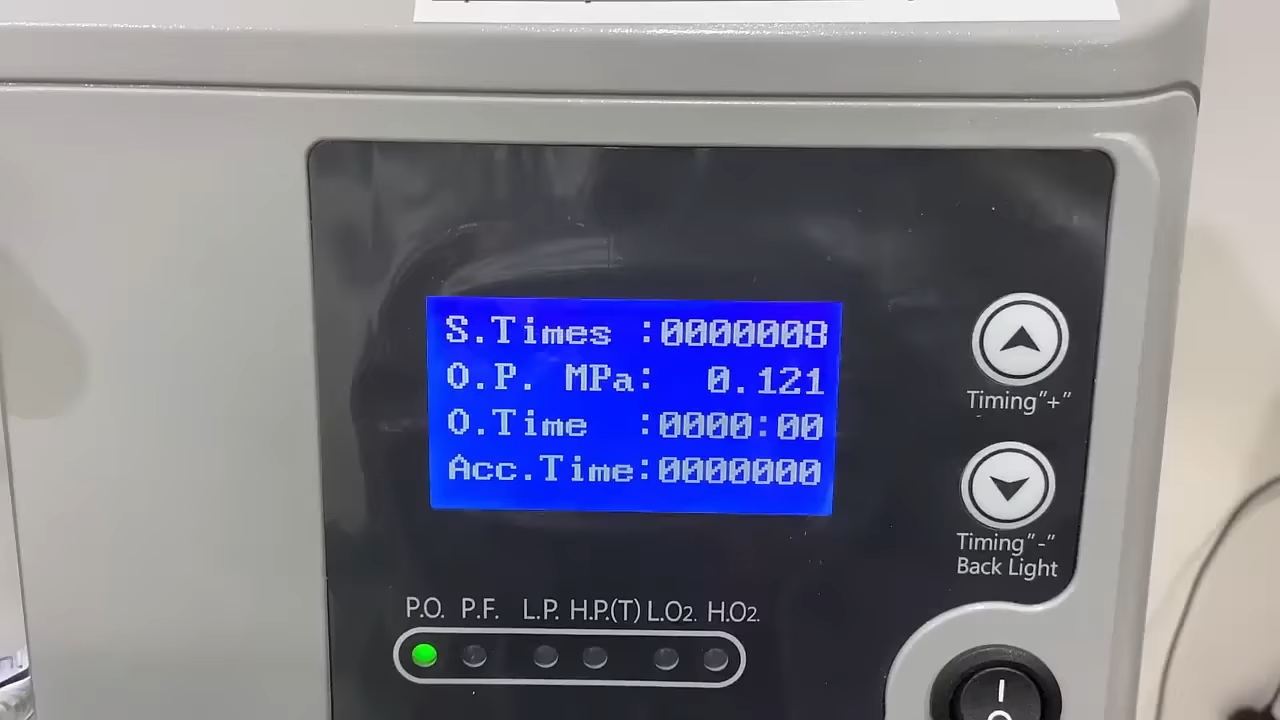 S.Times :0000008
O.P. MPa: 0.121
O.Time :0000:00
Acc.Time:0000000
Timing"+"
Timing"-"
Back Light
P.O. P.F. L.P. H.P.(T) L.O2. H.O2.